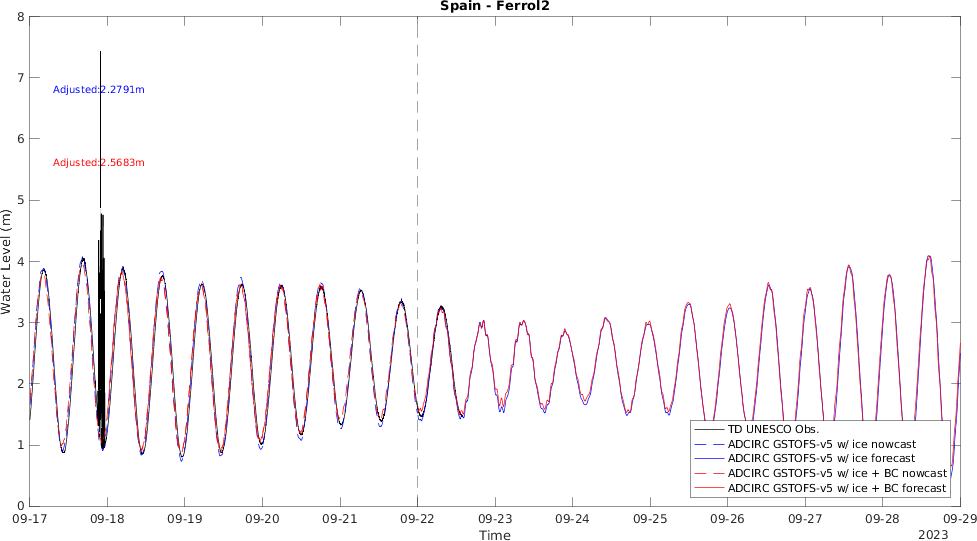 Spain - Ferrol2
8
7
6
5
4
3
2
1
0
Water Level (m)
Adjusted:2.2791m
Adjusted:2.5683m
TD UNESCO Obs.
ADCIRC GSTOFS-v5 w/ ice nowcast
ADCIRC GSTOFS-v5 w/ ice forecast
ADCIRC GSTOFS-v5 w/ ice + BC nowcast
ADCIRC GSTOFS-v5 w/ ice + BC forecast
09-17 09-18 09-19 09-20 09-21 09-22 09-23 09-24 09-25 09-26 09-27 09-28 09-29
Time
2023